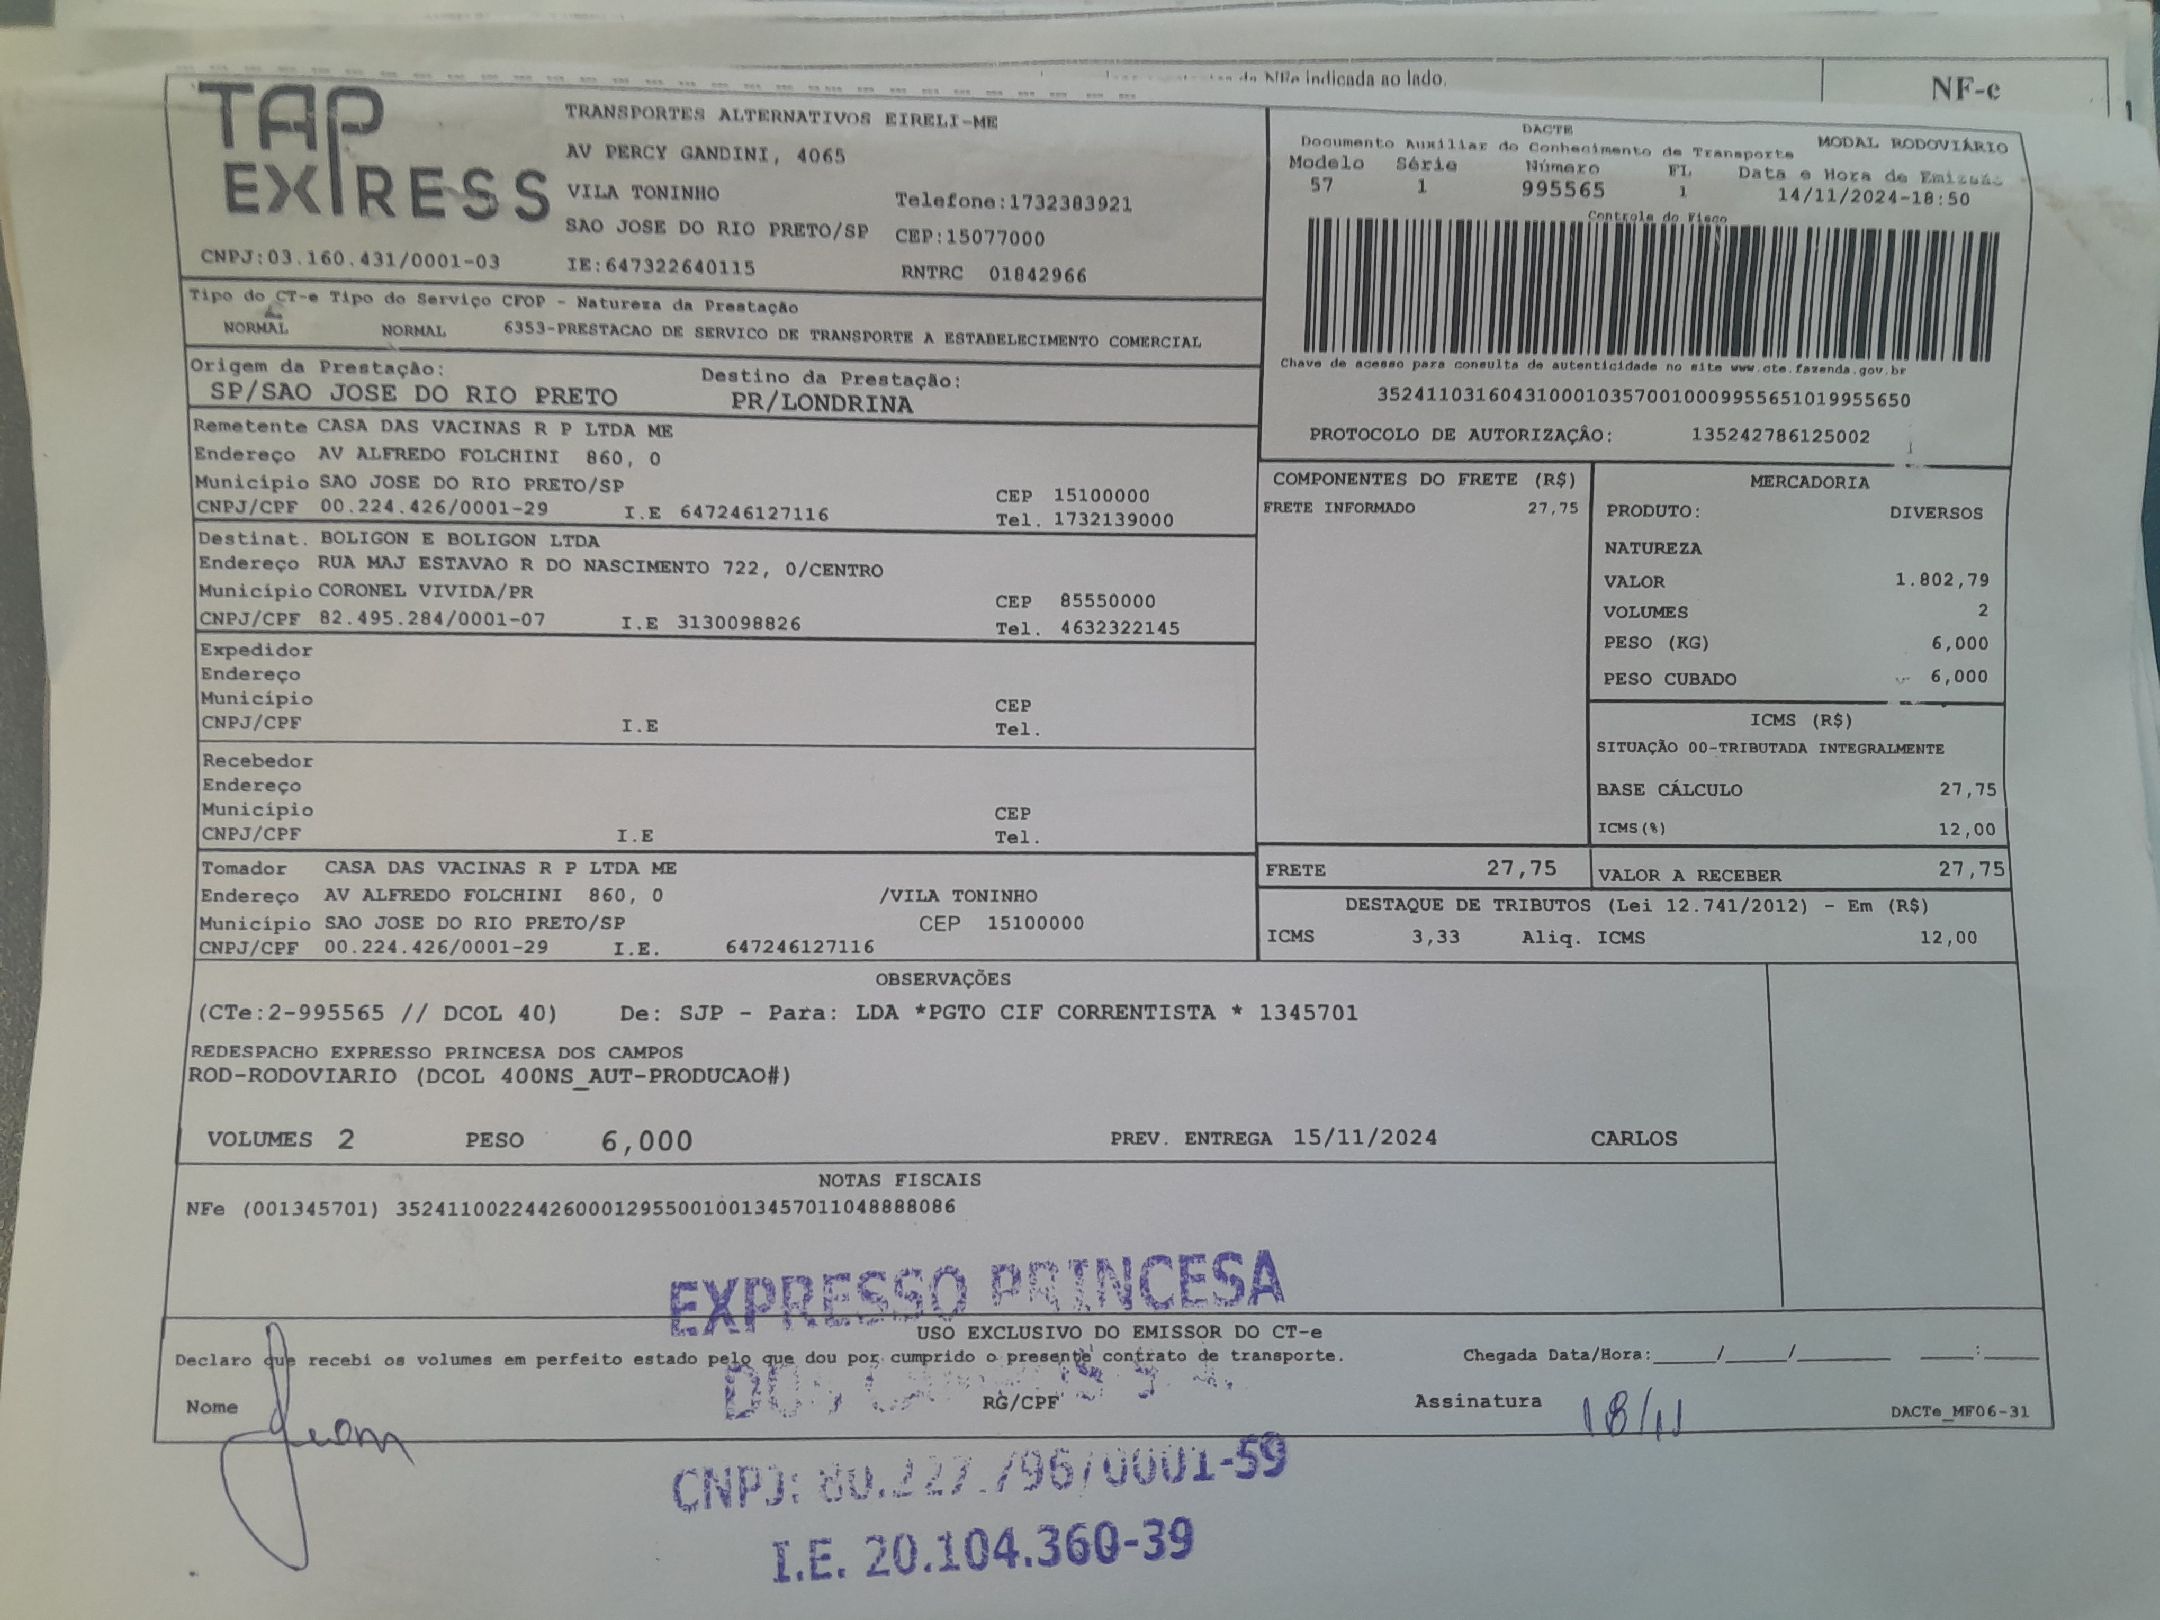 da NFe indicada ao lado.
NF-e
TAP EXPRESS
TRANSPORTES ALTERNATIVOS EIRELI-ME
AV PERCY GANDINI, 4065
VILA TONINHO
Telefone:1732383921
SAO JOSE DO RIO PRETO/SP CEP:15077000
CNPJ:03.160.431/0001-03 IE:647322640115 RNTRC 01842966
DACTE
Documento Auxiliar do Conhecimento de Transporte MODAL RODOVIÁRIO
Modelo Série Número FL Data e Hora de Emissão
57 1 995565 1 14/11/2024-18:50
Controle do Fisco
Chave de acesso para consulta de autenticidade no site www.cte.fazenda.gov.br
35241103160431000103570010009955651019955650
PROTOCOLO DE AUTORIZAÇÃO: 135242786125002
Tipo do CT-e Tipo do Serviço CFOP - Natureza da Prestação
NORMAL NORMAL 6353-PRESTACAO DE SERVICO DE TRANSPORTE A ESTABELECIMENTO COMERCIAL
Origem da Prestação: Destino da Prestação:
SP/SAO JOSE DO RIO PRETO PR/LONDRINA
Remetente CASA DAS VACINAS R P LTDA ME
Endereço AV ALFREDO FOLCHINI 860, 0
Município SAO JOSE DO RIO PRETO/SP CEP 15100000
CNPJ/CPF 00.224.426/0001-29 I.E 647246127116 Tel. 1732139000
Destinat. BOLIGON E BOLIGON LTDA
Endereço RUA MAJ ESTAVAO R DO NASCIMENTO 722, 0/CENTRO
Município CORONEL VIVIDA/PR CEP 85550000
CNPJ/CPF 82.495.284/0001-07 I.E 3130098826 Tel. 4632322145
Expedidor
Endereço
Município CEP
CNPJ/CPF I.E Tel.
Recebedor
Endereço
Município CEP
CNPJ/CPF I.E Tel.
Tomador CASA DAS VACINAS R P LTDA ME
Endereço AV ALFREDO FOLCHINI 860, 0 /VILA TONINHO
Município SAO JOSE DO RIO PRETO/SP CEP 15100000
CNPJ/CPF 00.224.426/0001-29 I.E. 647246127116
COMPONENTES DO FRETE (R$)
FRETE INFORMADO 27,75
MERCADORIA
PRODUTO: DIVERSOS
NATUREZA
VALOR 1.802,79
VOLUMES 2
PESO (KG) 6,000
PESO CUBADO 6,000
ICMS (R$)
SITUAÇÃO 00-TRIBUTADA INTEGRALMENTE
BASE CÁLCULO 27,75
ICMS(%) 12,00
FRETE 27,75 VALOR A RECEBER 27,75
DESTAQUE DE TRIBUTOS (Lei 12.741/2012) - Em (R$)
ICMS 3,33 Aliq. ICMS 12,00
OBSERVAÇÕES
(CTe:2-995565 // DCOL 40) De: SJP - Para: LDA *PGTO CIF CORRENTISTA * 1345701
REDESPACHO EXPRESSO PRINCESA DOS CAMPOS
ROD-RODOVIARIO (DCOL 400NS_AUT-PRODUCAO#)
VOLUMES 2 PESO 6,000 PREV. ENTREGA 15/11/2024 CARLOS
NOTAS FISCAIS
NFe (001345701) 35241100224426000129550010013457011048888086
EXPRESSO PRINCESA
USO EXCLUSIVO DO EMISSOR DO CT-e
Declaro que recebi os volumes em perfeito estado pelo que dou por cumprido o presente contrato de transporte. Chegada Data/Hora:____/____/______ ____:____
DOS CAMPOS S.A.
Nome RG/CPF Assinatura 18/11 DACTe_MF06-31
CNPJ: 80.227.796/0001-59
I.E. 20.104.360-39